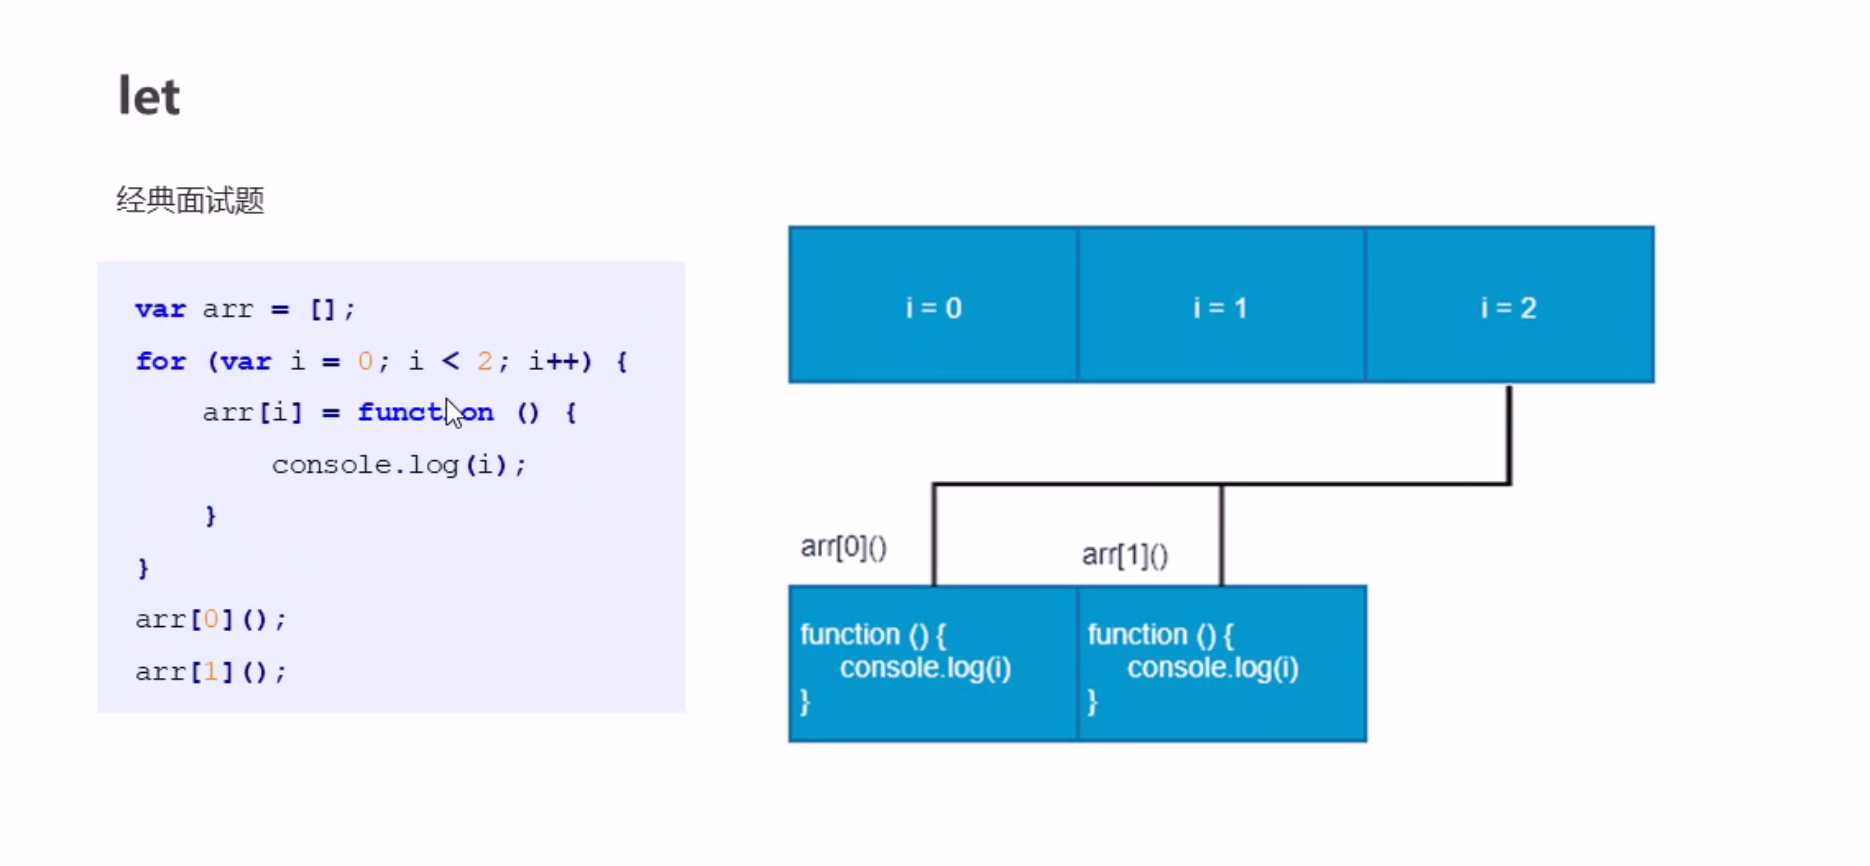 let
经典面试题
var arr = [];
for (var i = 0; i < 2; i++) {
    arr[i] = function () {
        console.log(i);
    }
}
arr[0]();
arr[1]();
i = 0
i = 1
i = 2
arr[0]()
arr[1]()
function () {
    console.log(i)
}
function () {
    console.log(i)
}